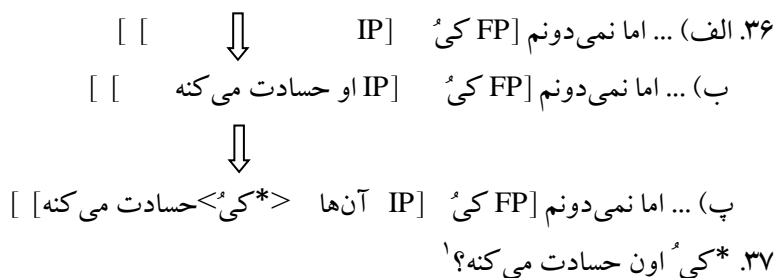 ۳۶. الف) ... اما نمی‌دونم [FP کیُ [IP ] ]
ب) ... اما نمی‌دونم [FP کیُ [IP او حسادت می‌کنه ] ]
پ) ... اما نمی‌دونم [FP کیُ [IP آن‌ها <*کیُ> حسادت می‌کنه] ]
۳۷. *کیُ اون حسادت می‌کنه؟۱